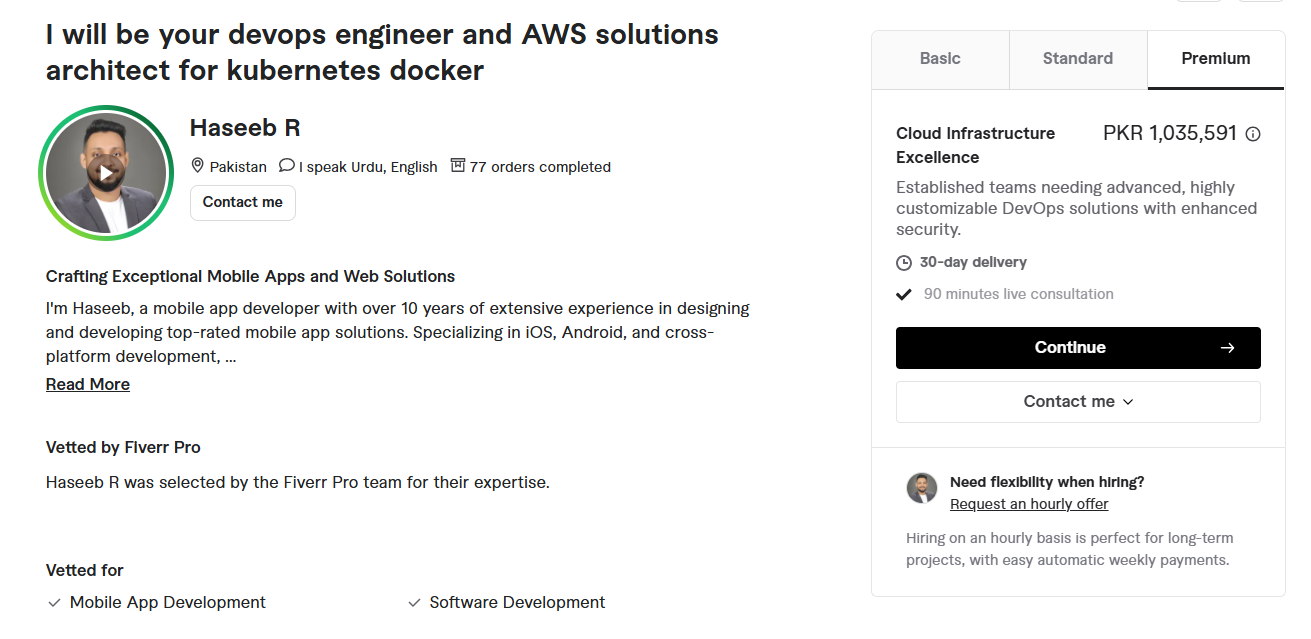 I will be your devops engineer and AWS solutions
architect for kubernetes docker
Haseeb R
Pakistan I speak Urdu, English 77 orders completed
Contact me
Crafting Exceptional Mobile Apps and Web Solutions
I'm Haseeb, a mobile app developer with over 10 years of extensive experience in designing
and developing top-rated mobile app solutions. Specializing in iOS, Android, and cross-
platform development, ...
Read More
Vetted by Fiverr Pro
Haseeb R was selected by the Fiverr Pro team for their expertise.
Vetted for
Mobile App Development Software Development
Basic Standard Premium
Cloud Infrastructure PKR 1,035,591
Excellence
Established teams needing advanced, highly
customizable DevOps solutions with enhanced
security.
30-day delivery
90 minutes live consultation
Continue
Contact me
Need flexibility when hiring?
Request an hourly offer
Hiring on an hourly basis is perfect for long-term
projects, with easy automatic weekly payments.